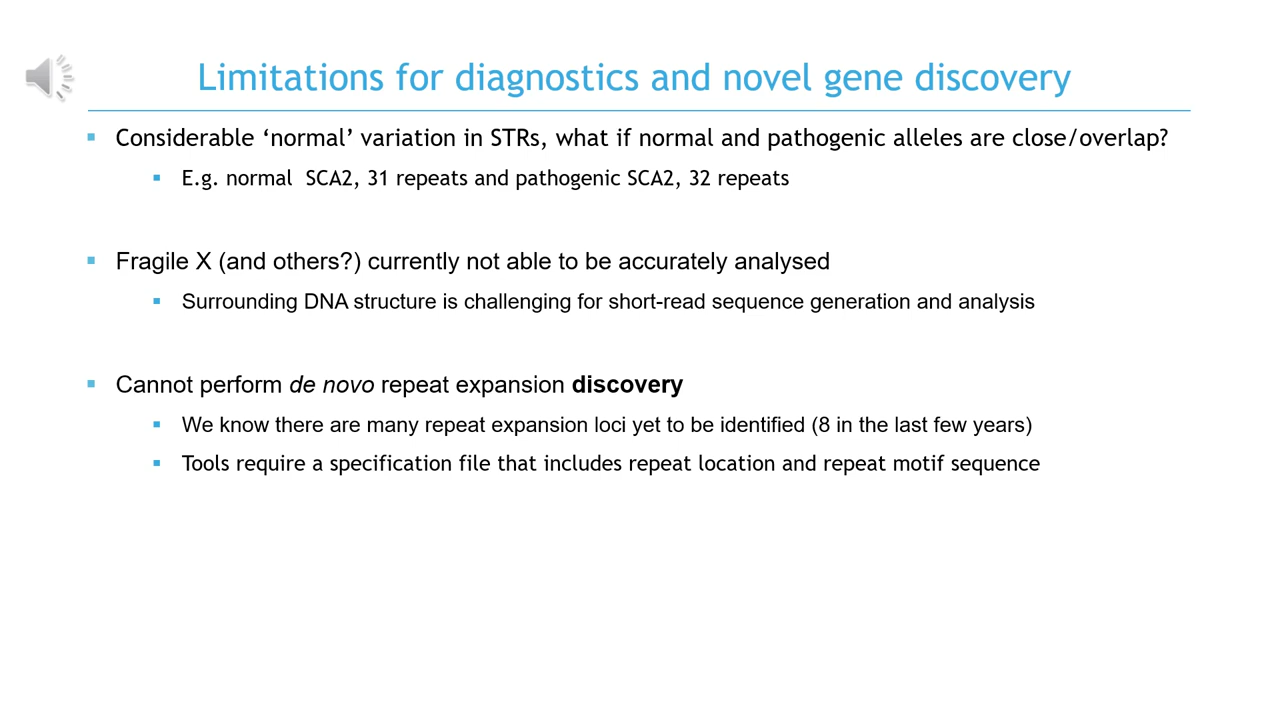 Limitations for diagnostics and novel gene discovery
Considerable ‘normal’ variation in STRs, what if normal and pathogenic alleles are close/overlap?
E.g. normal  SCA2, 31 repeats and pathogenic SCA2, 32 repeats
Fragile X (and others?) currently not able to be accurately analysed
Surrounding DNA structure is challenging for short-read sequence generation and analysis
Cannot perform de novo repeat expansion discovery
We know there are many repeat expansion loci yet to be identified (8 in the last few years)
Tools require a specification file that includes repeat location and repeat motif sequence